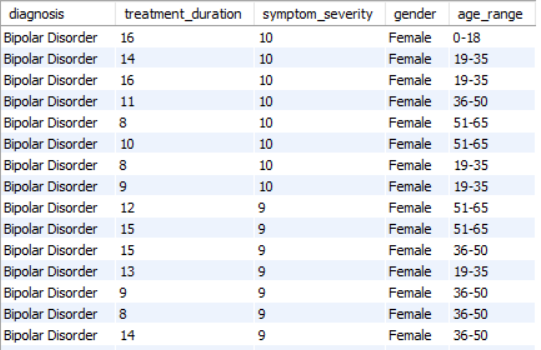 diagnosis treatment_duration symptom_severity gender age_range
Bipolar Disorder 16 10 Female 0-18
Bipolar Disorder 14 10 Female 19-35
Bipolar Disorder 16 10 Female 19-35
Bipolar Disorder 11 10 Female 36-50
Bipolar Disorder 8 10 Female 51-65
Bipolar Disorder 10 10 Female 51-65
Bipolar Disorder 8 10 Female 19-35
Bipolar Disorder 9 10 Female 19-35
Bipolar Disorder 12 9 Female 51-65
Bipolar Disorder 15 9 Female 51-65
Bipolar Disorder 15 9 Female 36-50
Bipolar Disorder 13 9 Female 19-35
Bipolar Disorder 9 9 Female 36-50
Bipolar Disorder 8 9 Female 36-50
Bipolar Disorder 14 9 Female 36-50